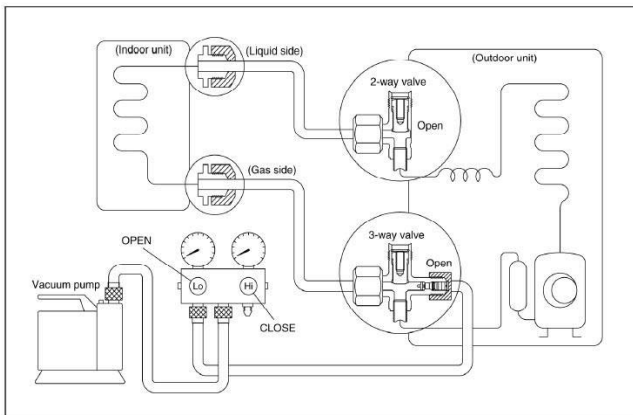 (Indoor unit)
(Liquid side)
2-way valve
(Outdoor unit)
Open
(Gas side)
3-way valve
Open
OPEN
Lo
Hi
Vacuum pump
CLOSE